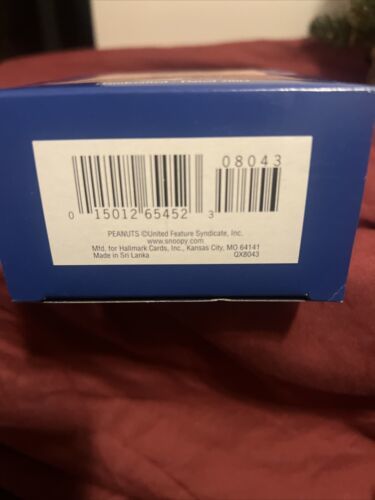 08043
0 15012 65452 3
PEANUTS ©United Feature Syndicate, Inc.
www.snoopy.com
Mfd. for Hallmark Cards, Inc., Kansas City, MO 64141
Made in Sri Lanka QX8043